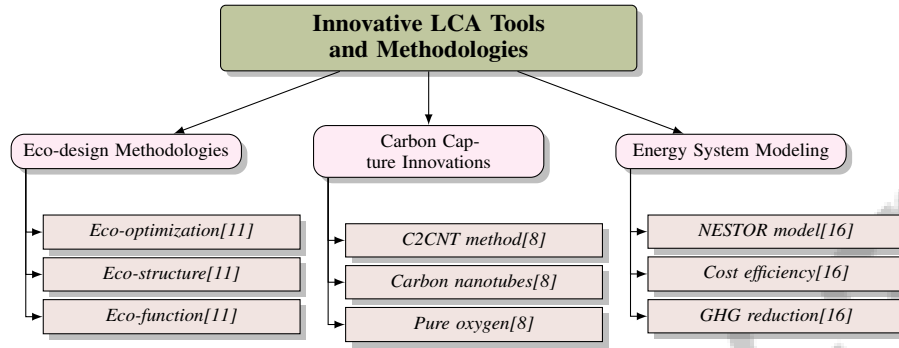 Innovative LCA Tools
and Methodologies
Eco-design Methodologies
Eco-optimization[11]
Eco-structure[11]
Eco-function[11]
Carbon Cap-
ture Innovations
C2CNT method[8]
Carbon nanotubes[8]
Pure oxygen[8]
Energy System Modeling
NESTOR model[16]
Cost efficiency[16]
GHG reduction[16]